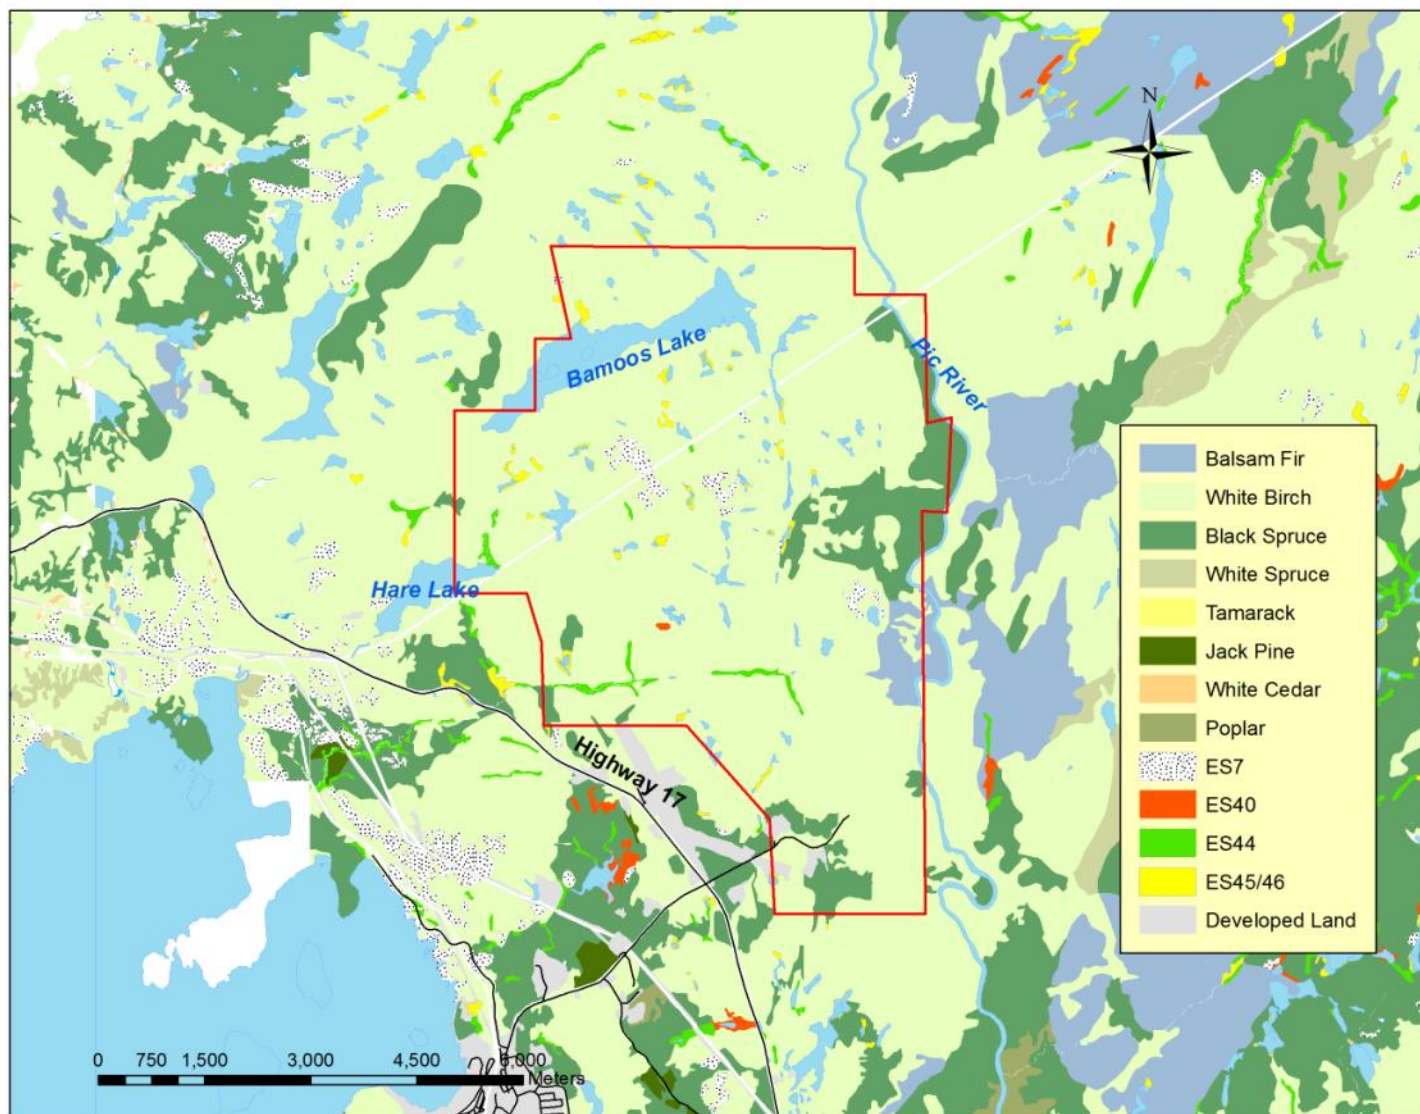 N
Bamoos Lake
Pic River
Hare Lake
Highway 17
Balsam Fir
White Birch
Black Spruce
White Spruce
Tamarack
Jack Pine
White Cedar
Poplar
ES7
ES40
ES44
ES45/46
Developed Land
0 750 1,500 3,000 4,500 6,000
Meters